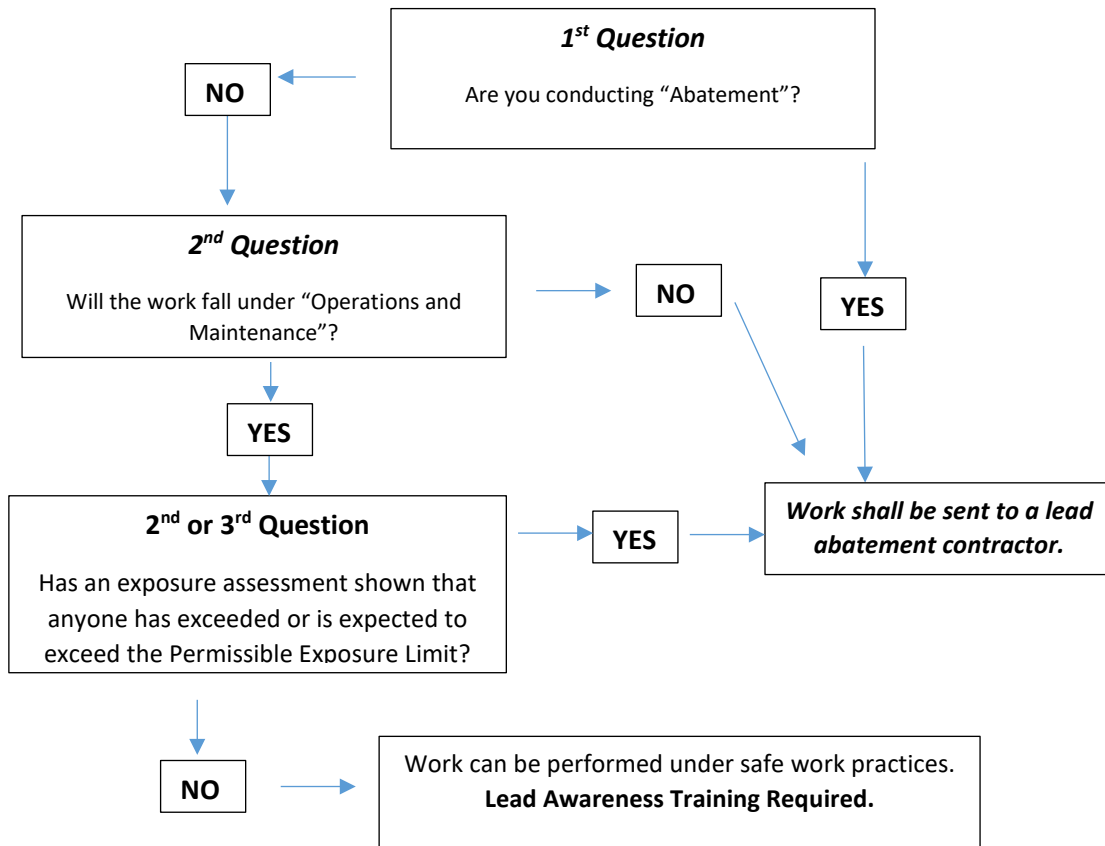 1st Question
Are you conducting “Abatement”?
NO
2nd Question
Will the work fall under “Operations and
Maintenance”?
NO
YES
YES
2nd or 3rd Question
Has an exposure assessment shown that
anyone has exceeded or is expected to
exceed the Permissible Exposure Limit?
YES
Work shall be sent to a lead
abatement contractor.
NO
Work can be performed under safe work practices.
Lead Awareness Training Required.